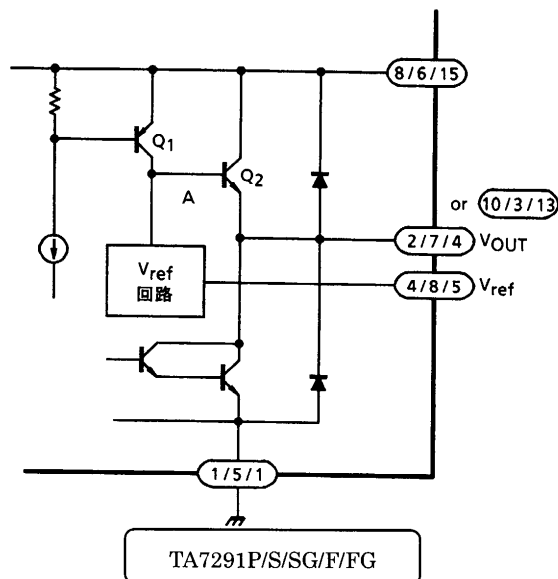 8/6/15
Q1
Q2
A
or 10/3/13
2/7/4 VOUT
Vref
回路
4/8/5 Vref
1/5/1
TA7291P/S/SG/F/FG